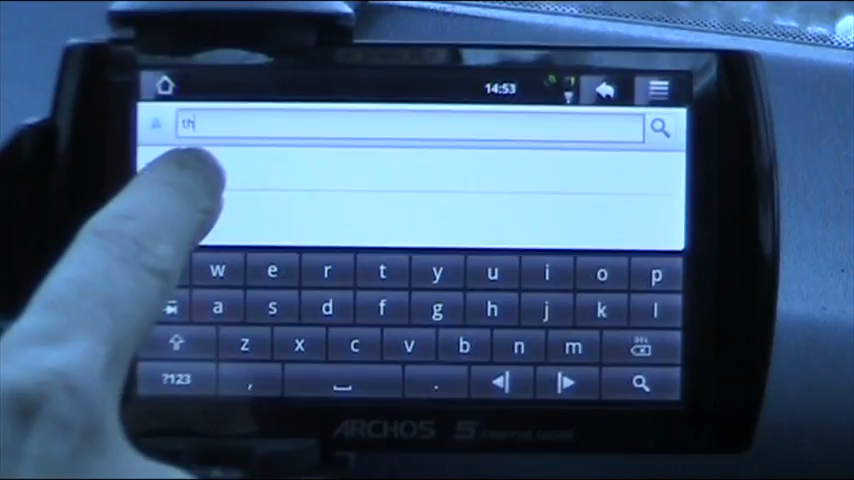 14:53
th
w e r t y u i o p
a s d f g h j k l
z x c v b n m DEL
?123 , .
ARCHOS 5